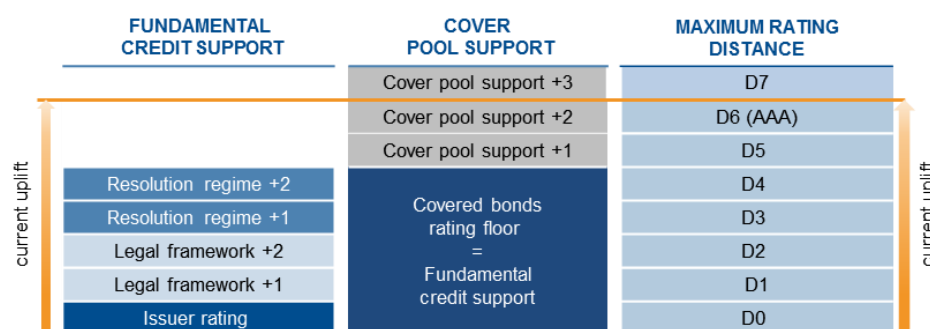 FUNDAMENTAL
CREDIT SUPPORT
COVER
POOL SUPPORT
MAXIMUM RATING
DISTANCE
Cover pool support +3
D7
Cover pool support +2
D6 (AAA)
Cover pool support +1
D5
Resolution regime +2
D4
Resolution regime +1
D3
Legal framework +2
D2
Legal framework +1
D1
Issuer rating
D0
Covered bonds
rating floor
=
Fundamental
credit support
current uplift
current uplift